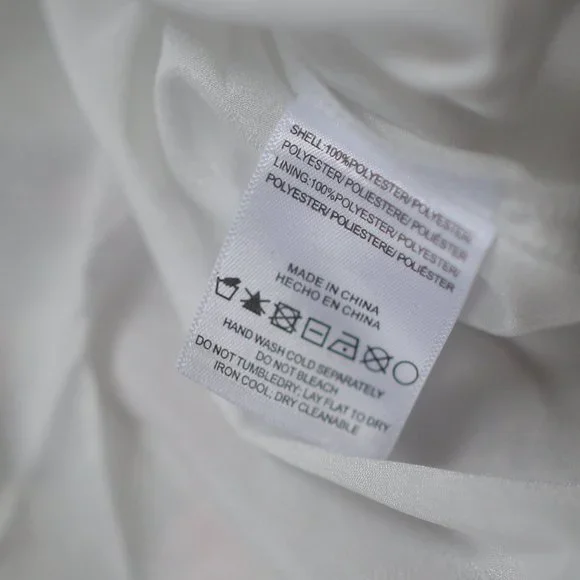 SHELL:100%POLYESTER/POLYESTER/
POLYESTER/ POLIESTERE/ POLIÉSTER
LINING:100%POLYESTER/ POLYESTER/
POLYESTER/ POLIESTERE/ POLIÉSTER
MADE IN CHINA
HECHO EN CHINA
HAND WASH COLD SEPARATELY
DO NOT BLEACH
DO NOT TUMBLEDRY; LAY FLAT TO DRY
IRON COOL; DRY CLEANABLE